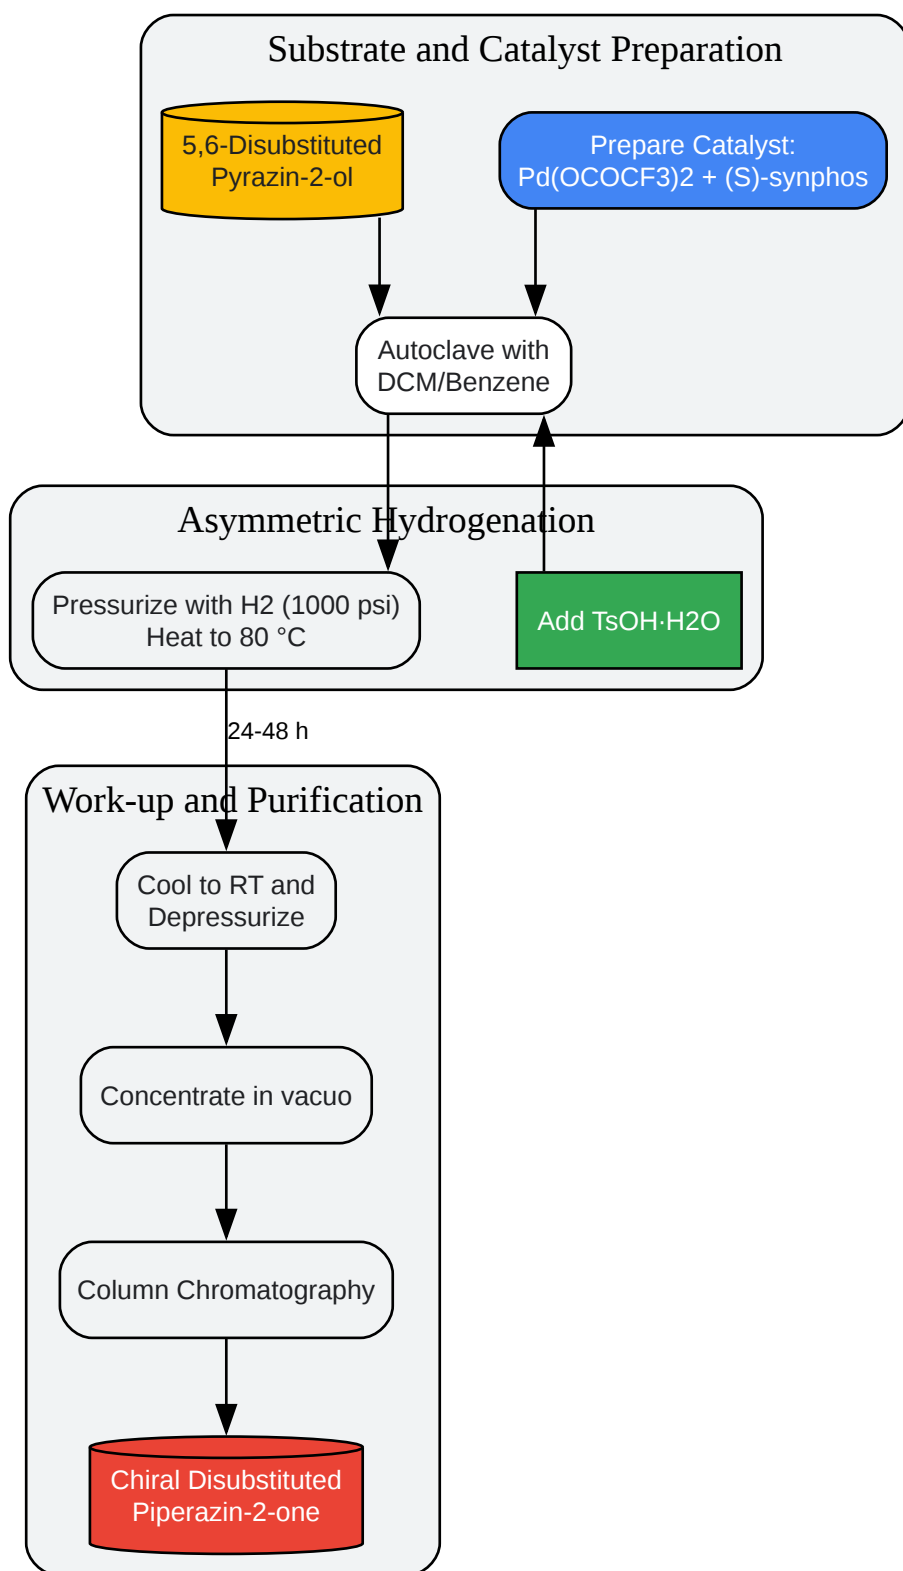 Substrate and Catalyst Preparation
5,6-Disubstituted
Pyrazin-2-ol
Prepare Catalyst:
Pd(OCOCF3)2 + (S)-synphos
Autoclave with
DCM/Benzene
Asymmetric Hydrogenation
Pressurize with H2 (1000 psi)
Heat to 80 °C
Add TsOH·H2O
24-48 h
Work-up and Purification
Cool to RT and
Depressurize
Concentrate in vacuo
Column Chromatography
Chiral Disubstituted
Piperazin-2-one